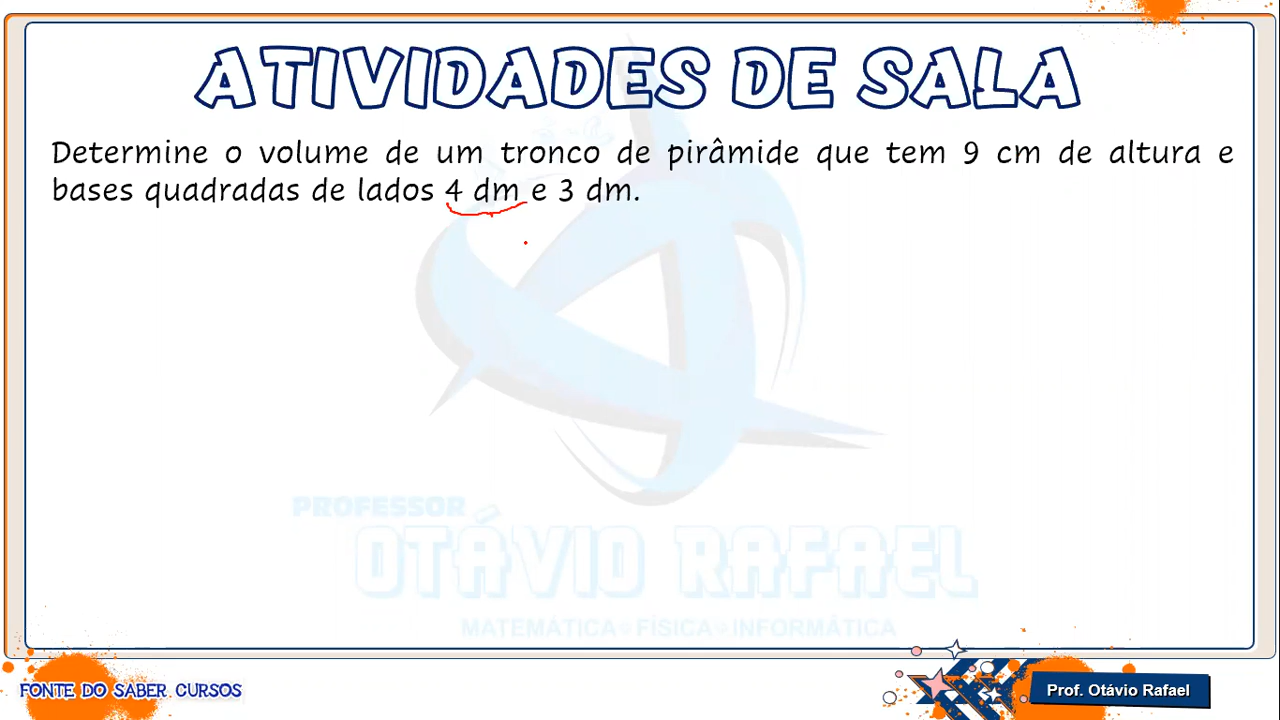 ATIVIDADES DE SALA
Determine o volume de um tronco de pirâmide que tem 9 cm de altura e
bases quadradas de lados 4 dm e 3 dm.
PROFESSOR
OTÁVIO RAFAEL
MATEMÁTICA FÍSICA INFORMÁTICA
FONTE DO SABER CURSOS
Prof. Otávio Rafael